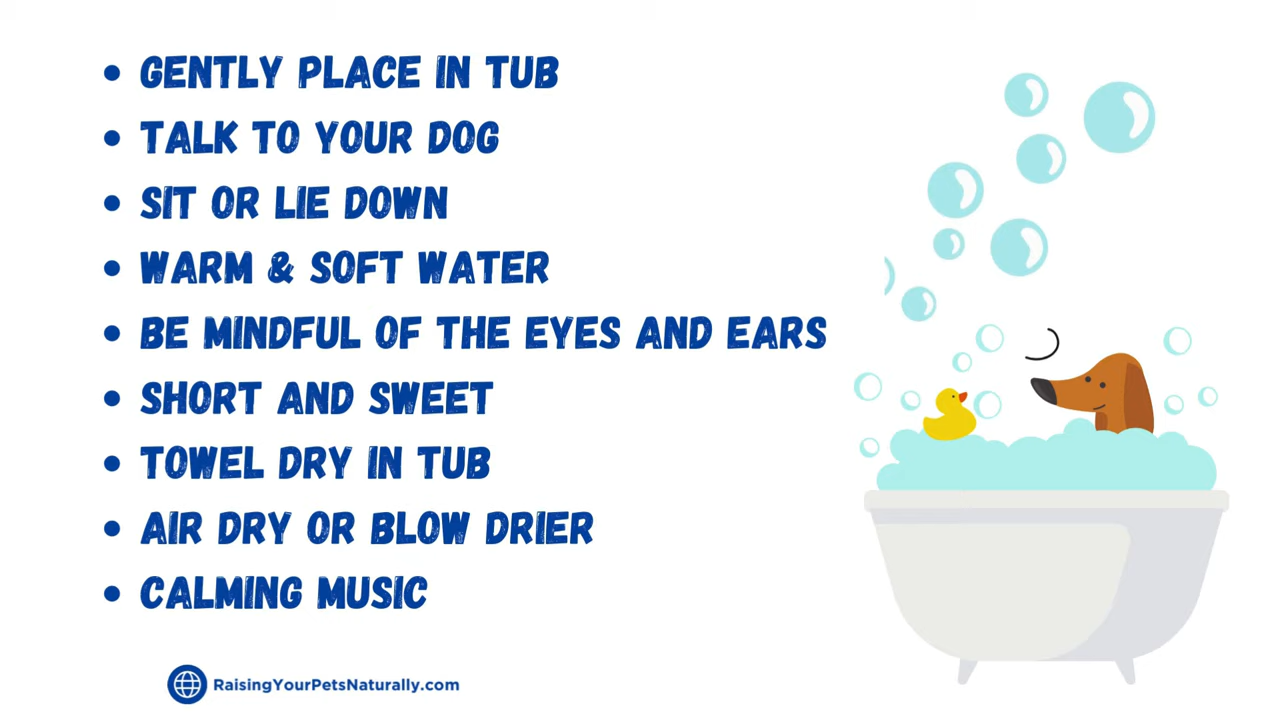 • GENTLY PLACE IN TUB
• TALK TO YOUR DOG
• SIT OR LIE DOWN
• WARM & SOFT WATER
• BE MINDFUL OF THE EYES AND EARS
• SHORT AND SWEET
• TOWEL DRY IN TUB
• AIR DRY OR BLOW DRIER
• CALMING MUSIC
RaisingYourPetsNaturally.com